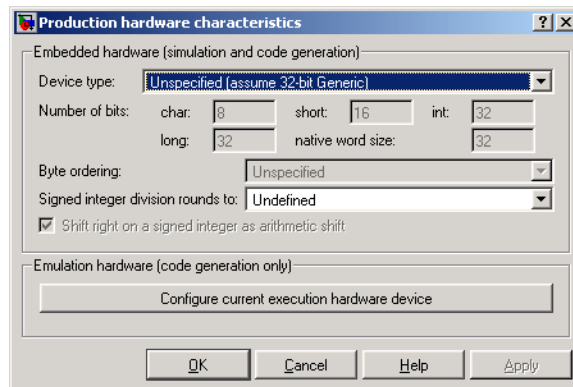 Production hardware characteristics
Embedded hardware (simulation and code generation)
Device type: Unspecified (assume 32-bit Generic)
Number of bits: char: 8 short: 16 int: 32
long: 32 native word size: 32
Byte ordering: Unspecified
Signed integer division rounds to: Undefined
Shift right on a signed integer as arithmetic shift
Emulation hardware (code generation only)
Configure current execution hardware device
OK Cancel Help Apply